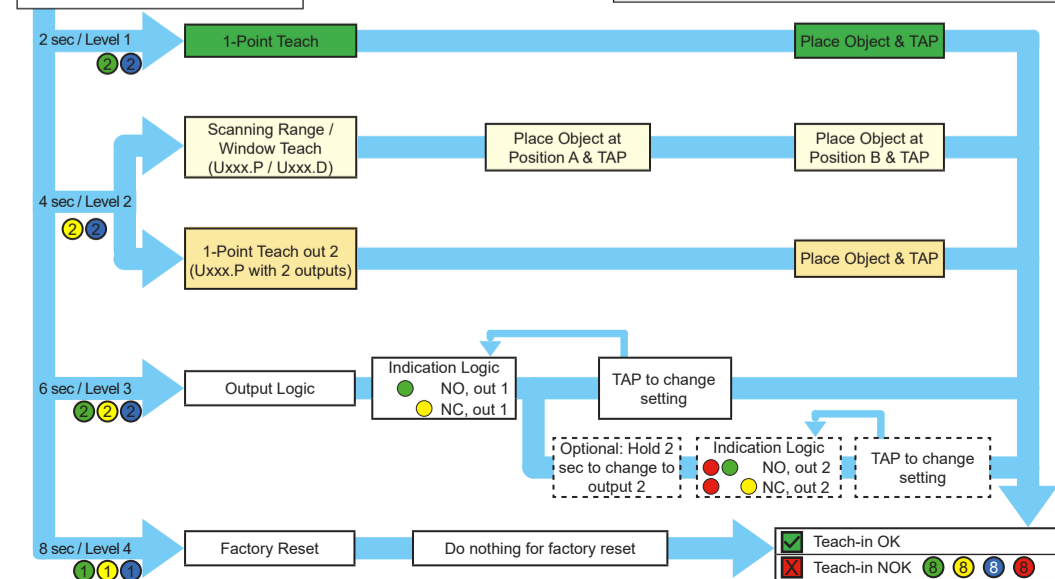 2 sec / Level 1
2 2
1-Point Teach
Place Object & TAP
Scanning Range /
Window Teach
(Uxxx.P / Uxxx.D)
Place Object at
Position A & TAP
Place Object at
Position B & TAP
4 sec / Level 2
2 2
1-Point Teach out 2
(Uxxx.P with 2 outputs)
Place Object & TAP
6 sec / Level 3
2 2 2
Output Logic
Indication Logic
NO, out 1
NC, out 1
TAP to change
setting
Optional: Hold 2
sec to change to
output 2
Indication Logic
NO, out 2
NC, out 2
TAP to change
setting
8 sec / Level 4
1 1 1
Factory Reset
Do nothing for factory reset
Teach-in OK
X Teach-in NOK 8 8 8 8